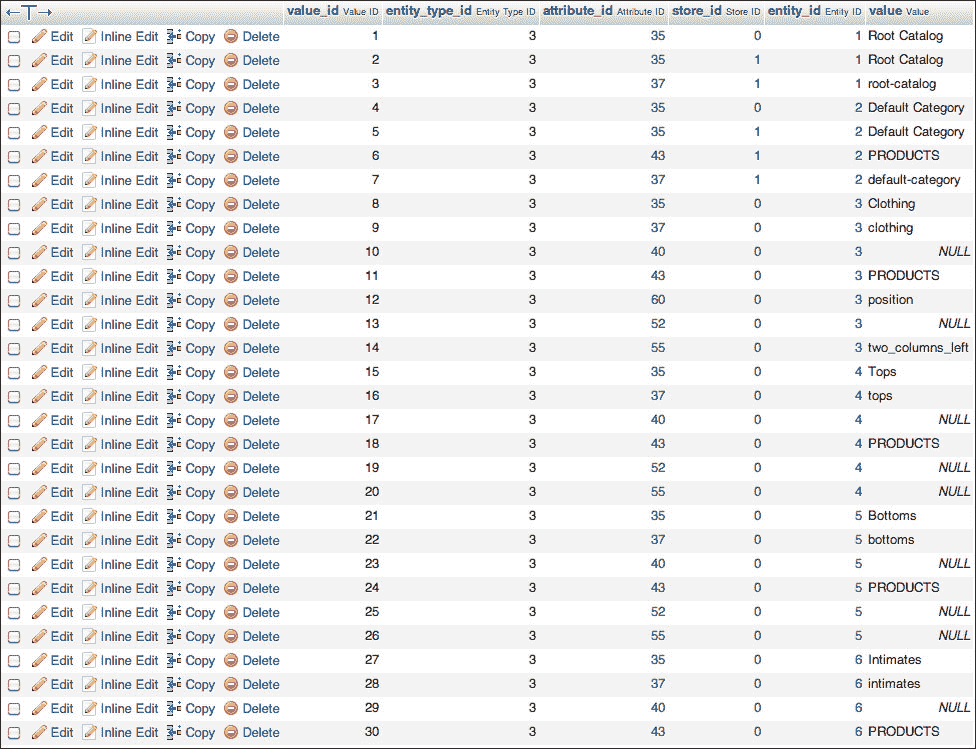 value_id Value ID entity_type_id Entity Type ID attribute_id Attribute ID store_id Store ID entity_id Entity ID value Value
Edit Inline Edit Copy Delete 1 3 35 0 1 Root Catalog
Edit Inline Edit Copy Delete 2 3 35 1 1 Root Catalog
Edit Inline Edit Copy Delete 3 3 37 1 1 root-catalog
Edit Inline Edit Copy Delete 4 3 35 0 2 Default Category
Edit Inline Edit Copy Delete 5 3 35 1 2 Default Category
Edit Inline Edit Copy Delete 6 3 43 1 2 PRODUCTS
Edit Inline Edit Copy Delete 7 3 37 1 2 default-category
Edit Inline Edit Copy Delete 8 3 35 0 3 Clothing
Edit Inline Edit Copy Delete 9 3 37 0 3 clothing
Edit Inline Edit Copy Delete 10 3 40 0 3 NULL
Edit Inline Edit Copy Delete 11 3 43 0 3 PRODUCTS
Edit Inline Edit Copy Delete 12 3 60 0 3 position
Edit Inline Edit Copy Delete 13 3 52 0 3 NULL
Edit Inline Edit Copy Delete 14 3 55 0 3 two_columns_left
Edit Inline Edit Copy Delete 15 3 35 0 4 Tops
Edit Inline Edit Copy Delete 16 3 37 0 4 tops
Edit Inline Edit Copy Delete 17 3 40 0 4 NULL
Edit Inline Edit Copy Delete 18 3 43 0 4 PRODUCTS
Edit Inline Edit Copy Delete 19 3 52 0 4 NULL
Edit Inline Edit Copy Delete 20 3 55 0 4 NULL
Edit Inline Edit Copy Delete 21 3 35 0 5 Bottoms
Edit Inline Edit Copy Delete 22 3 37 0 5 bottoms
Edit Inline Edit Copy Delete 23 3 40 0 5 NULL
Edit Inline Edit Copy Delete 24 3 43 0 5 PRODUCTS
Edit Inline Edit Copy Delete 25 3 52 0 5 NULL
Edit Inline Edit Copy Delete 26 3 55 0 5 NULL
Edit Inline Edit Copy Delete 27 3 35 0 6 Intimates
Edit Inline Edit Copy Delete 28 3 37 0 6 intimates
Edit Inline Edit Copy Delete 29 3 40 0 6 NULL
Edit Inline Edit Copy Delete 30 3 43 0 6 PRODUCTS